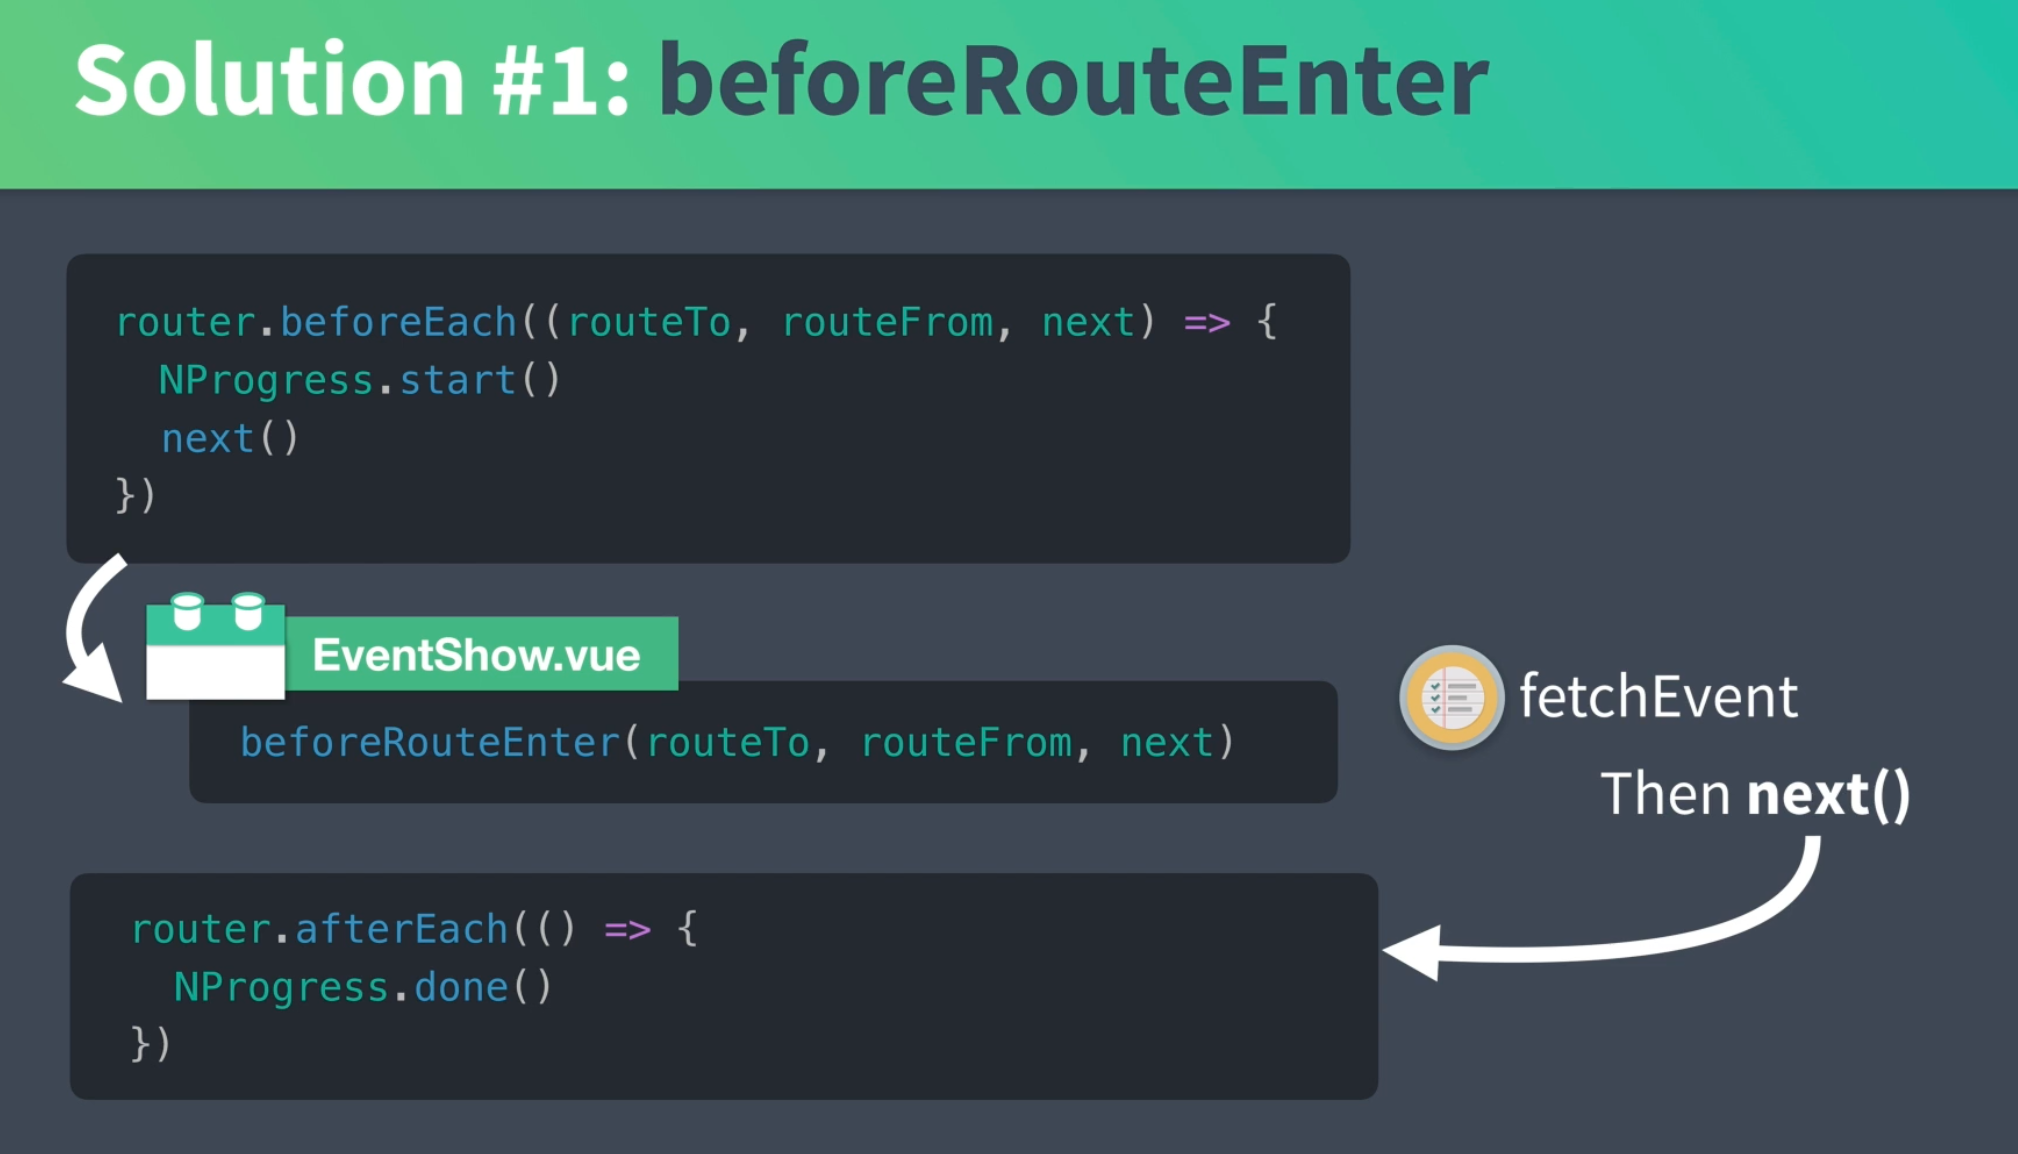 Solution #1: beforeRouteEnter
router.beforeEach((routeTo, routeFrom, next) => {
  NProgress.start()
  next()
})
EventShow.vue
beforeRouteEnter(routeTo, routeFrom, next)
fetchEvent
Then next()
router.afterEach(() => {
  NProgress.done()
})